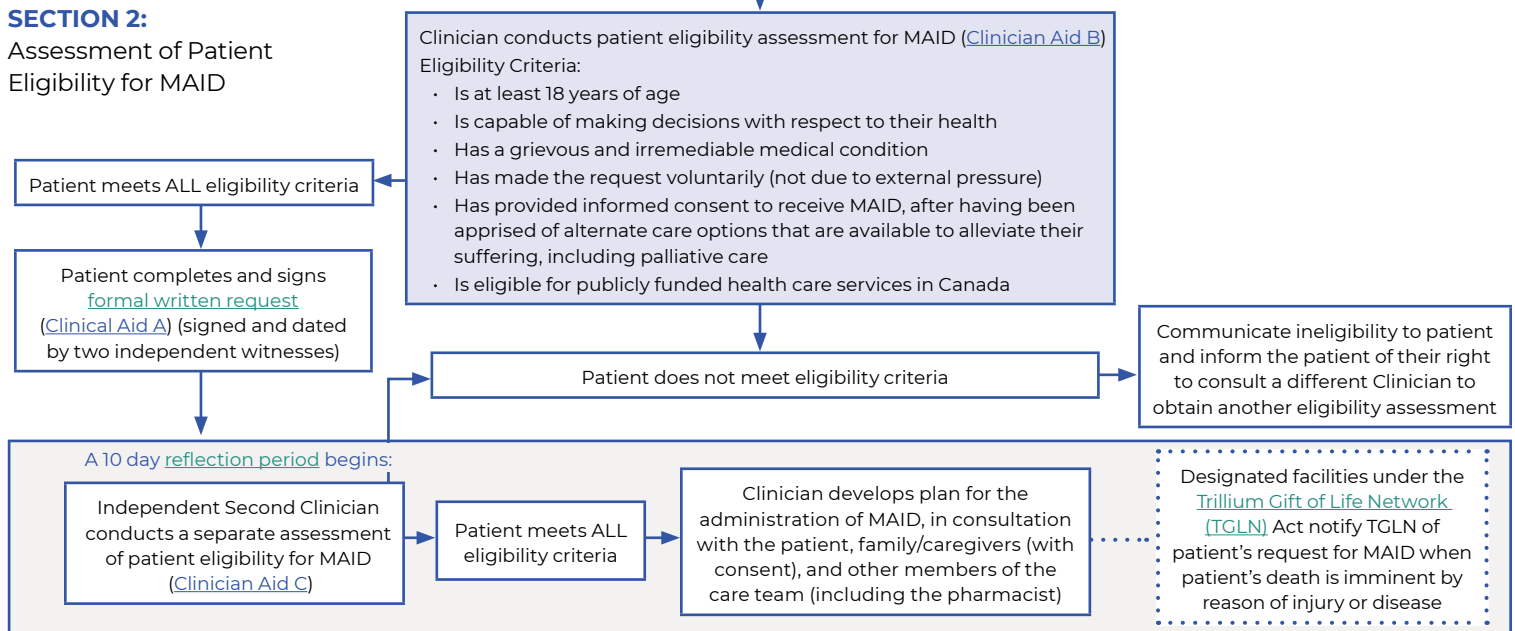 SECTION 2:
Assessment of Patient
Eligibility for MAID
Clinician conducts patient eligibility assessment for MAID (Clinician Aid B)
Eligibility Criteria:
• Is at least 18 years of age
• Is capable of making decisions with respect to their health
• Has a grievous and irremediable medical condition
• Has made the request voluntarily (not due to external pressure)
• Has provided informed consent to receive MAID, after having been
apprised of alternate care options that are available to alleviate their
suffering, including palliative care
• Is eligible for publicly funded health care services in Canada
Patient meets ALL eligibility criteria
Patient completes and signs
formal written request
(Clinical Aid A) (signed and dated
by two independent witnesses)
Patient does not meet eligibility criteria
Communicate ineligibility to patient
and inform the patient of their right
to consult a different Clinician to
obtain another eligibility assessment
A 10 day reflection period begins:
Independent Second Clinician
conducts a separate assessment
of patient eligibility for MAID
(Clinician Aid C)
Patient meets ALL
eligibility criteria
Clinician develops plan for the
administration of MAID, in consultation
with the patient, family/caregivers (with
consent), and other members of the
care team (including the pharmacist)
Designated facilities under the
Trillium Gift of Life Network
(TGLN) Act notify TGLN of
patient's request for MAID when
patient's death is imminent by
reason of injury or disease